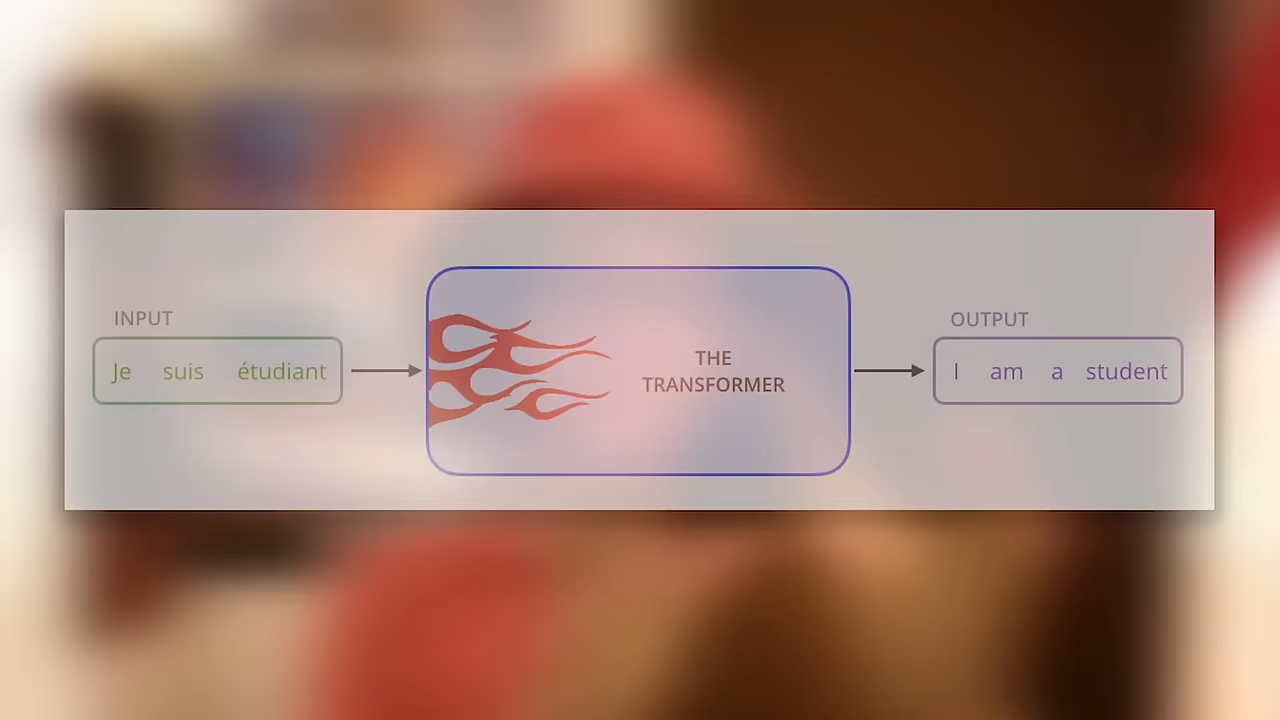 INPUT
Je suis étudiant
THE
TRANSFORMER
OUTPUT
I am a student